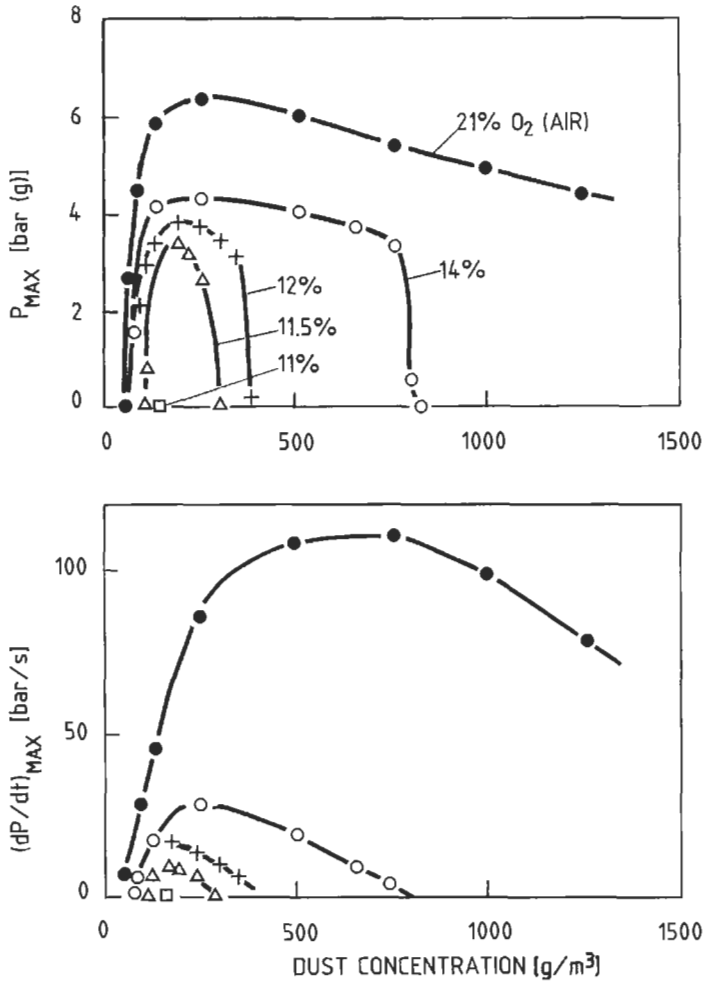 8
6
4
2
0
P_MAX [bar (g)]
21% O₂ (AIR)
14%
12%
11.5%
11%
0 500 1000 1500
100
50
0
(dP/dt)_MAX [bar/s]
0 500 1000 1500
DUST CONCENTRATION [g/m³]